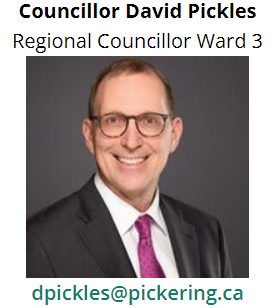 Councillor David Pickles
Regional Councillor Ward 3
dpickles@pickering.ca